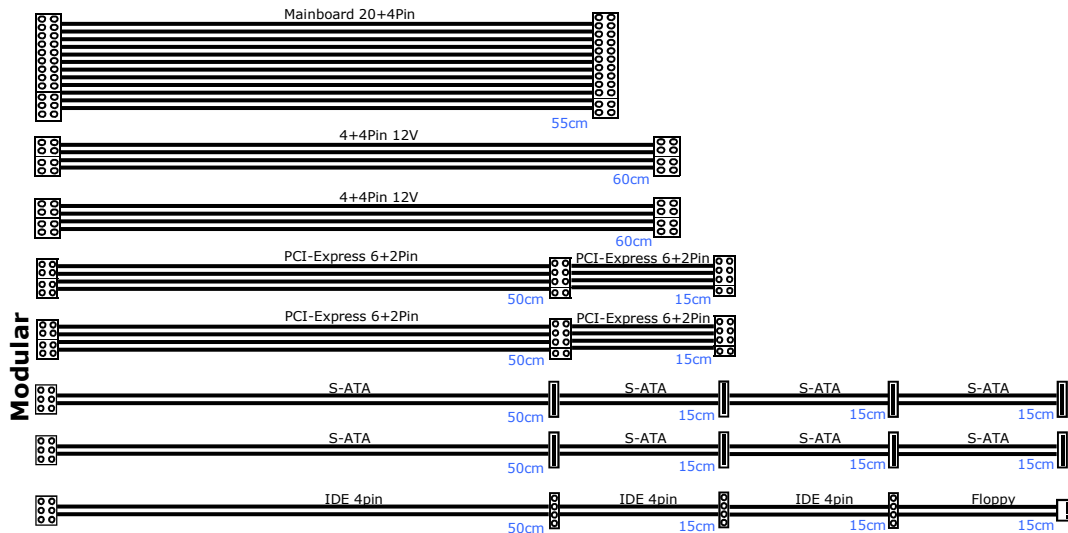 Mainboard 20+4Pin
55cm
4+4Pin 12V
60cm
4+4Pin 12V
60cm
PCI-Express 6+2Pin PCI-Express 6+2Pin
50cm 15cm
PCI-Express 6+2Pin PCI-Express 6+2Pin
50cm 15cm
Modular
S-ATA S-ATA S-ATA S-ATA
50cm 15cm 15cm 15cm
S-ATA S-ATA S-ATA S-ATA
50cm 15cm 15cm 15cm
IDE 4pin IDE 4pin IDE 4pin Floppy
50cm 15cm 15cm 15cm